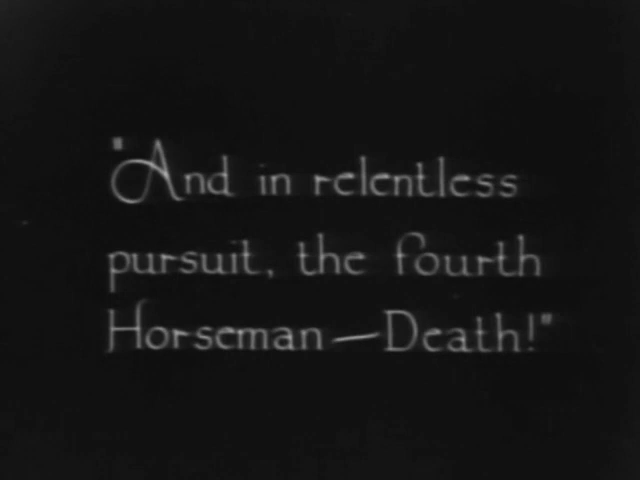 "And in relentless
pursuit, the fourth
Horseman—Death!"